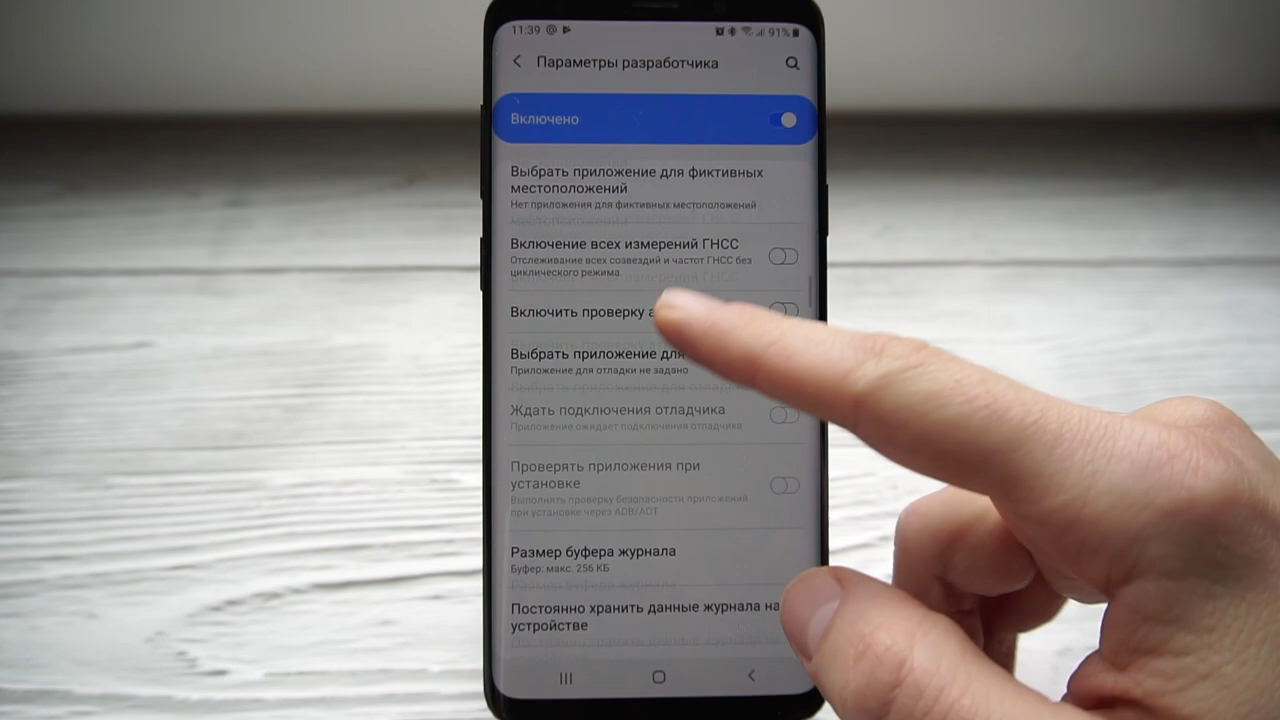 11:39
91%
Параметры разработчика
Включено
Выбрать приложение для фиктивных
местоположений
Нет приложения для фиктивных местоположений
Включение всех измерений ГНСС
Отслеживание всех созвездий и частот ГНСС без
циклического режима.
Включить проверку
Выбрать приложение для
Приложение для отладки не задано
Ждать подключения отладчика
Приложение ожидает подключения отладчика
Проверять приложения при
установке
Выполнять проверку безопасности приложений
при установке через ADB/ADT
Размер буфера журнала
Буфер: макс. 256 КБ
Постоянно хранить данные журнала на
устройстве